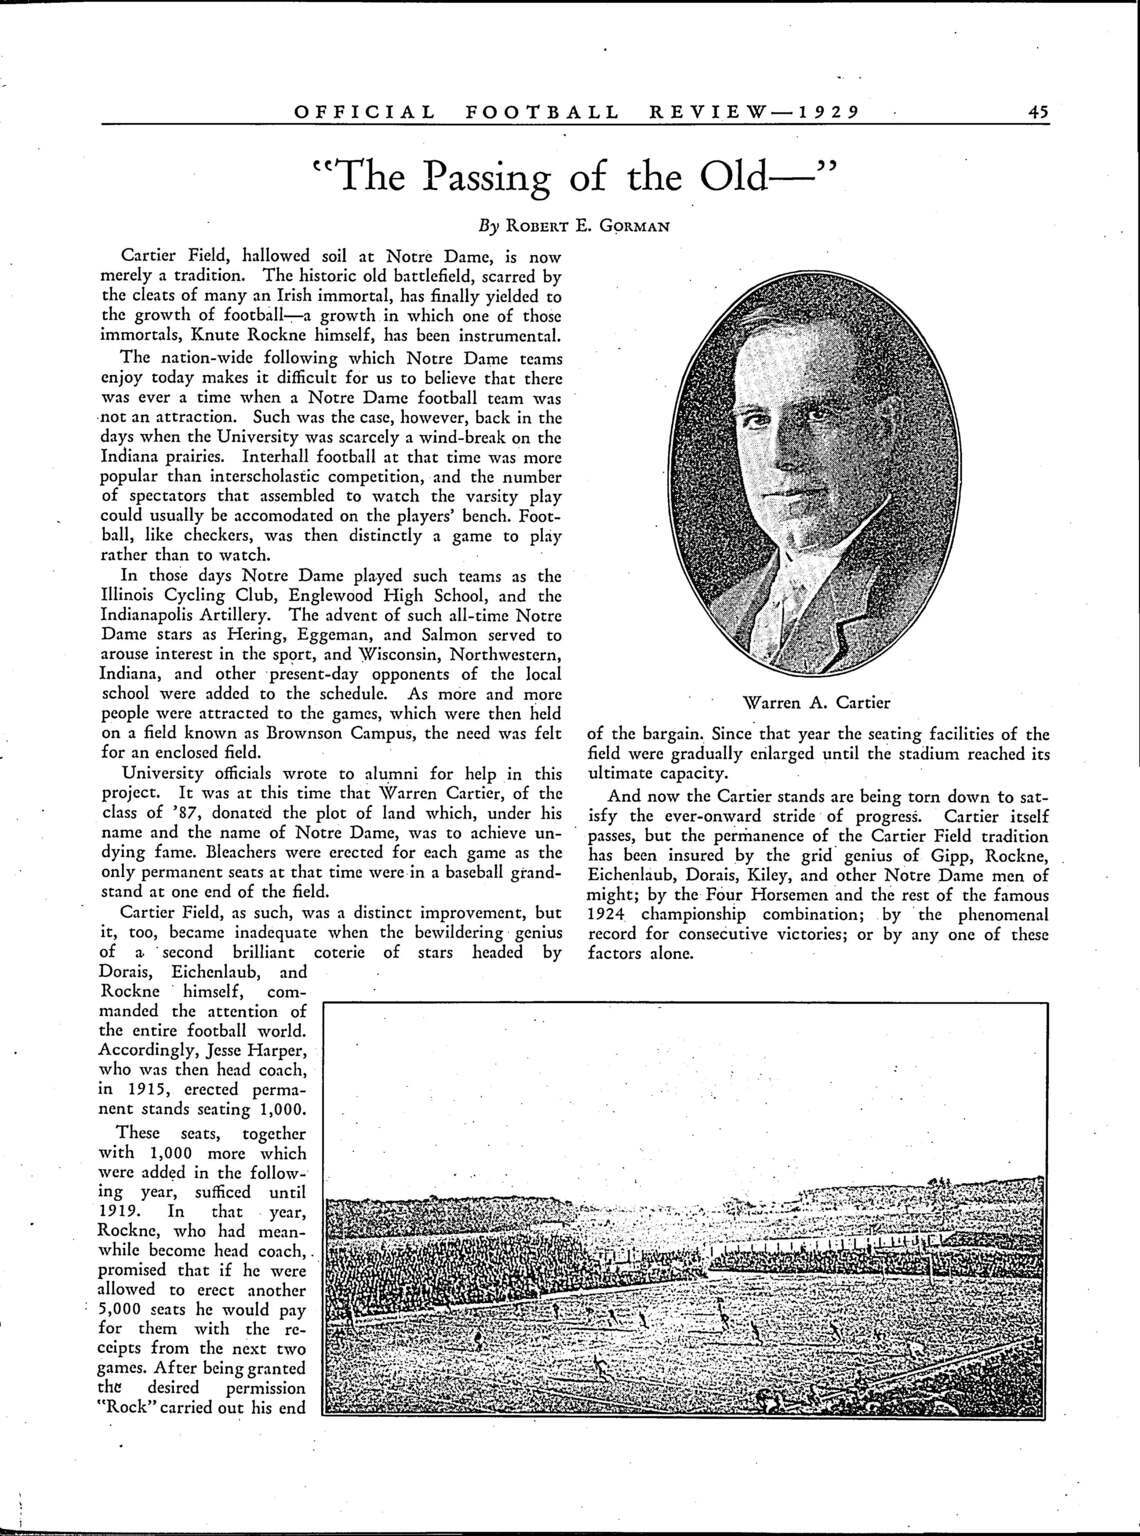 OFFICIAL FOOTBALL REVIEW—1929 45
"The Passing of the Old—"
By ROBERT E. GORMAN
Cartier Field, hallowed soil at Notre Dame, is now
merely a tradition. The historic old battlefield, scarred by
the cleats of many an Irish immortal, has finally yielded to
the growth of football—a growth in which one of those
immortals, Knute Rockne himself, has been instrumental.
The nation-wide following which Notre Dame teams
enjoy today makes it difficult for us to believe that there
was ever a time when a Notre Dame football team was
not an attraction. Such was the case, however, back in the
days when the University was scarcely a wind-break on the
Indiana prairies. Interhall football at that time was more
popular than interscholastic competition, and the number
of spectators that assembled to watch the varsity play
could usually be accomodated on the players' bench. Foot-
ball, like checkers, was then distinctly a game to play
rather than to watch.
In those days Notre Dame played such teams as the
Illinois Cycling Club, Englewood High School, and the
Indianapolis Artillery. The advent of such all-time Notre
Dame stars as Hering, Eggeman, and Salmon served to
arouse interest in the sport, and Wisconsin, Northwestern,
Indiana, and other present-day opponents of the local
school were added to the schedule. As more and more
people were attracted to the games, which were then held
on a field known as Brownson Campus, the need was felt
for an enclosed field.
University officials wrote to alumni for help in this
project. It was at this time that Warren Cartier, of the
class of '87, donated the plot of land which, under his
name and the name of Notre Dame, was to achieve un-
dying fame. Bleachers were erected for each game as the
only permanent seats at that time were in a baseball grand-
stand at one end of the field.
Cartier Field, as such, was a distinct improvement, but
it, too, became inadequate when the bewildering genius
of a second brilliant coterie of stars headed by
Dorais, Eichenlaub, and
Rockne himself, com-
manded the attention of
the entire football world.
Accordingly, Jesse Harper,
who was then head coach,
in 1915, erected perma-
nent stands seating 1,000.
These seats, together
with 1,000 more which
were added in the follow-
ing year, sufficed until
1919. In that year,
Rockne, who had mean-
while become head coach,
promised that if he were
allowed to erect another
5,000 seats he would pay
for them with the re-
ceipts from the next two
games. After being granted
the desired permission
"Rock" carried out his end
Warren A. Cartier
of the bargain. Since that year the seating facilities of the
field were gradually enlarged until the stadium reached its
ultimate capacity.
And now the Cartier stands are being torn down to sat-
isfy the ever-onward stride of progress. Cartier itself
passes, but the permanence of the Cartier Field tradition
has been insured by the grid genius of Gipp, Rockne,
Eichenlaub, Dorais, Kiley, and other Notre Dame men of
might; by the Four Horsemen and the rest of the famous
1924 championship combination; by the phenomenal
record for consecutive victories; or by any one of these
factors alone.